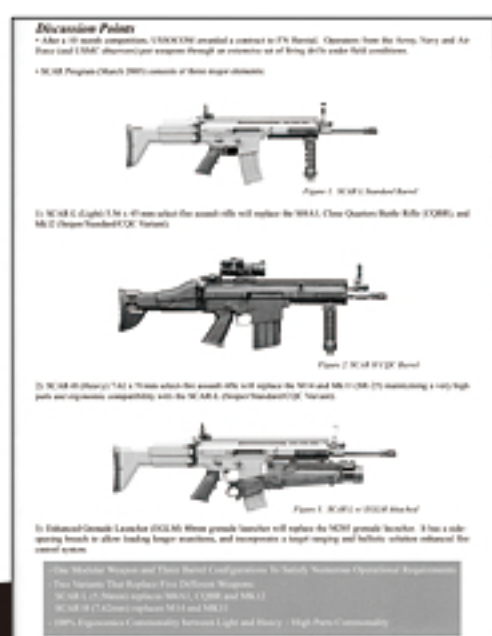 Discussion Points
• After a 10 month competition, USSOCOM awarded a contract to FN Herstal. Operators from the Army, Navy and Air
Force (and USMC observers) put weapons through an extensive set of firing drills under field conditions.
• SCAR Program (March 2005) consists of three major elements:
Figure 1. SCAR L Standard Barrel
1) SCAR-L (Light) 5.56 x 45 mm select-fire assault rifle will replace the M4A1, Close Quarters Battle Rifle (CQBR), and
Mk 12 (Sniper/Standard/CQC Variant).
Figure 2. SCAR H CQC Barrel
2) SCAR-H (Heavy) 7.62 x 51mm select-fire assault rifle will replace the M14 and Mk 11 (SR-25) maintaining a very high
parts and ergonomic compatibility with the SCAR-L (Sniper/Standard/CQC Variant).
Figure 3. SCAR L w/ EGLM Attached
3) Enhanced Grenade Launcher (EGLM) 40mm grenade launcher will replace the M203 grenade launcher. It has a side-
opening breech to allow loading longer munitions, and incorporates a target ranging and ballistic solution enhanced fire
control system.
- One Modular Weapon and Three Barrel Configurations To Satisfy Numerous Operational Requirements
- Two Variants That Replace Five Different Weapons:
SCAR L (5.56mm) replaces M4A1, CQBR and MK12
SCAR H (7.62mm) replaces M14 and MK11
- 100% Ergonomics Commonality between Light and Heavy - High Parts Commonality